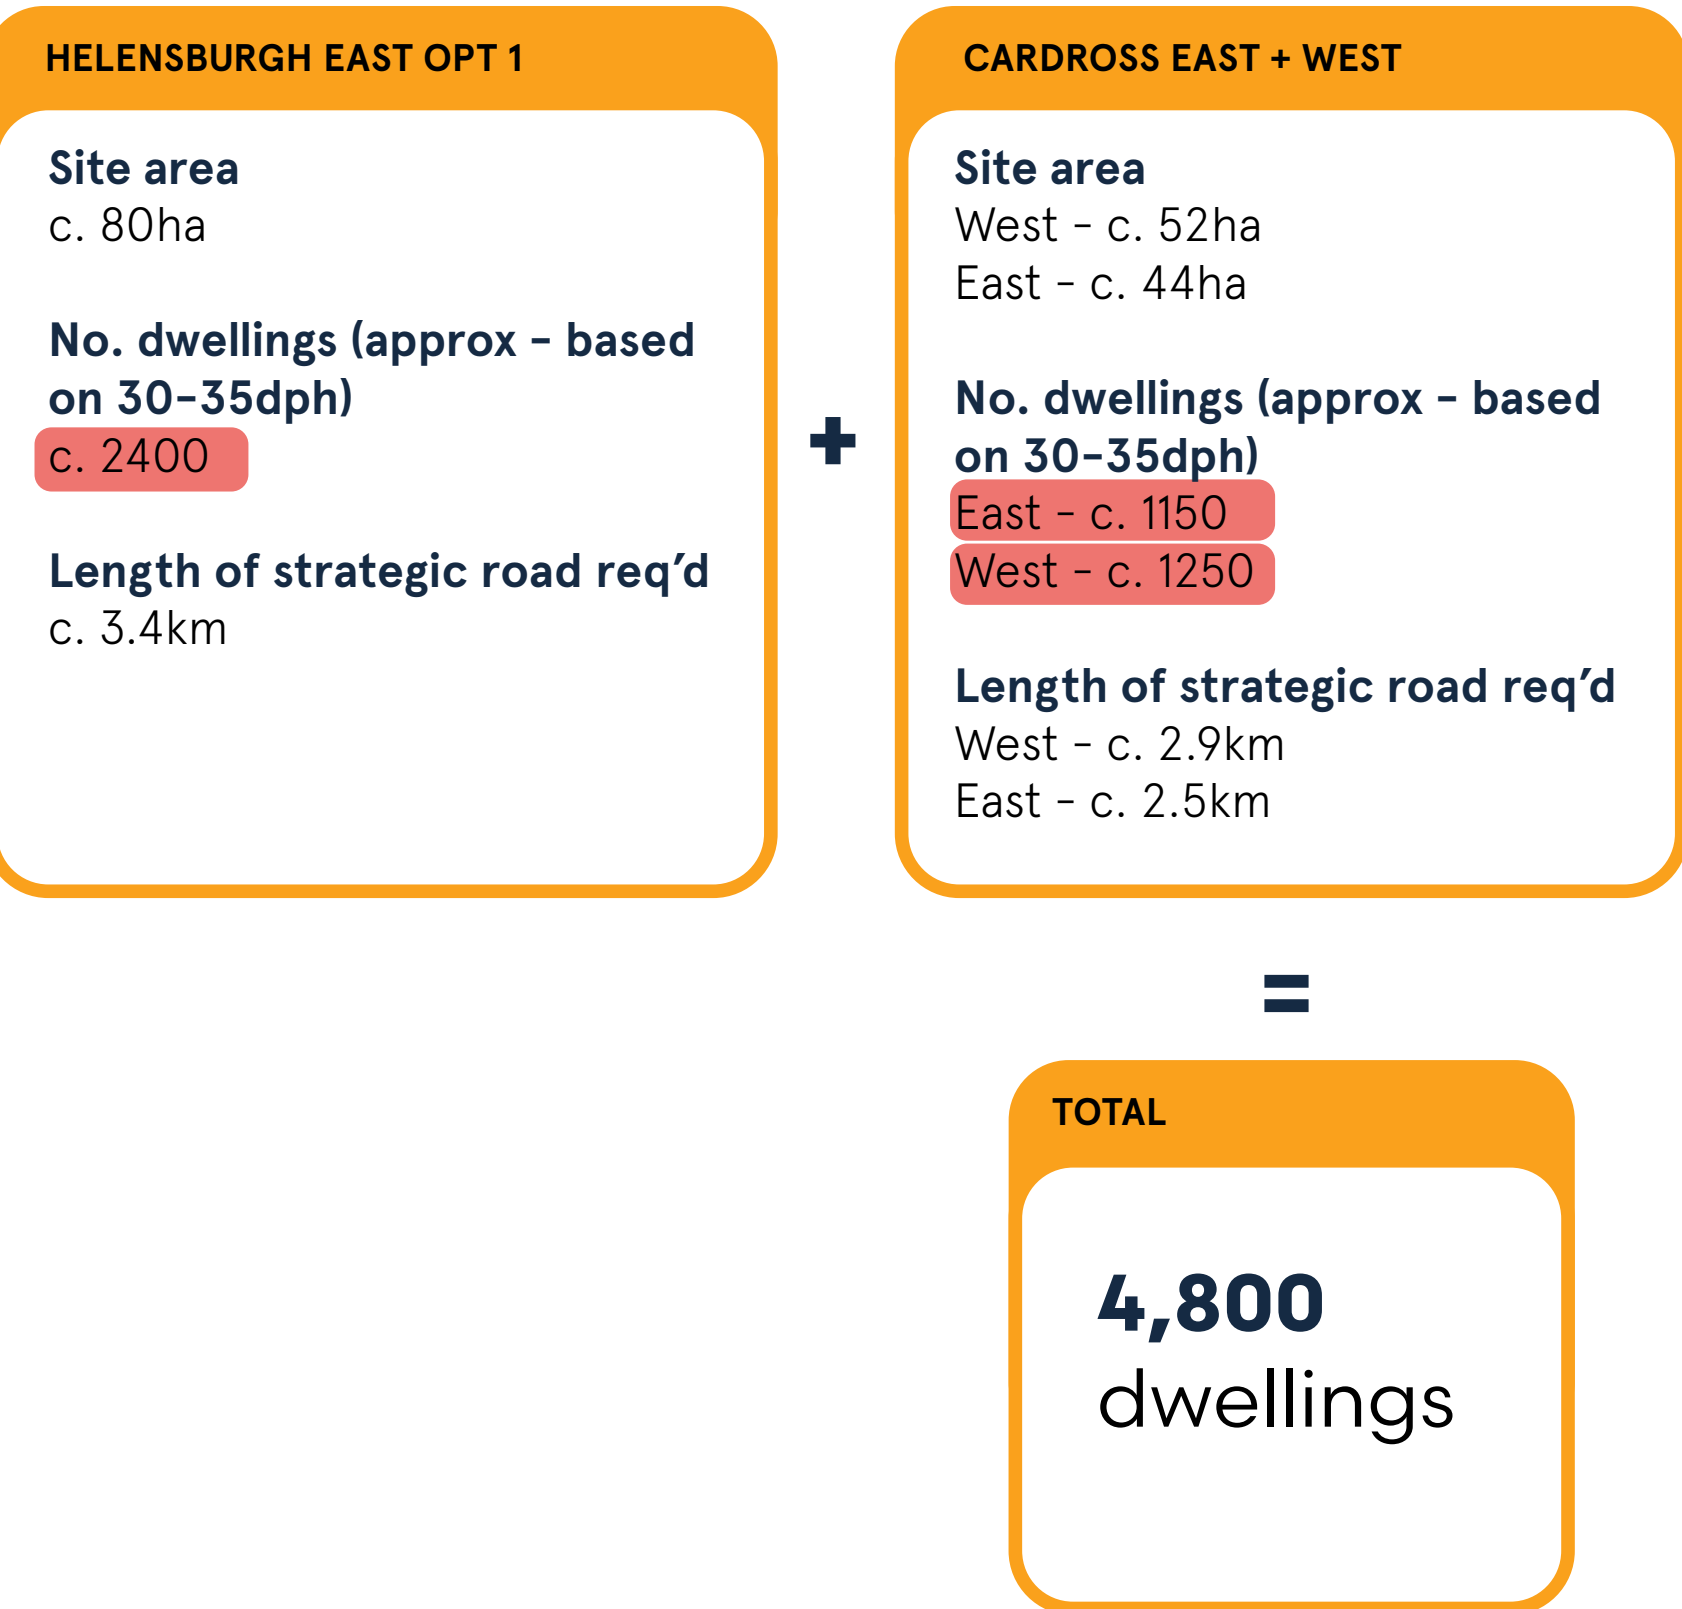 HELENSBURGH EAST OPT 1
Site area
c. 80ha
No. dwellings (approx - based
on 30-35dph)
c. 2400
Length of strategic road req’d
c. 3.4km
+
CARDROSS EAST + WEST
Site area
West - c. 52ha
East - c. 44ha
No. dwellings (approx - based
on 30-35dph)
East - c. 1150
West - c. 1250
Length of strategic road req’d
West - c. 2.9km
East - c. 2.5km
=
TOTAL
4,800
dwellings